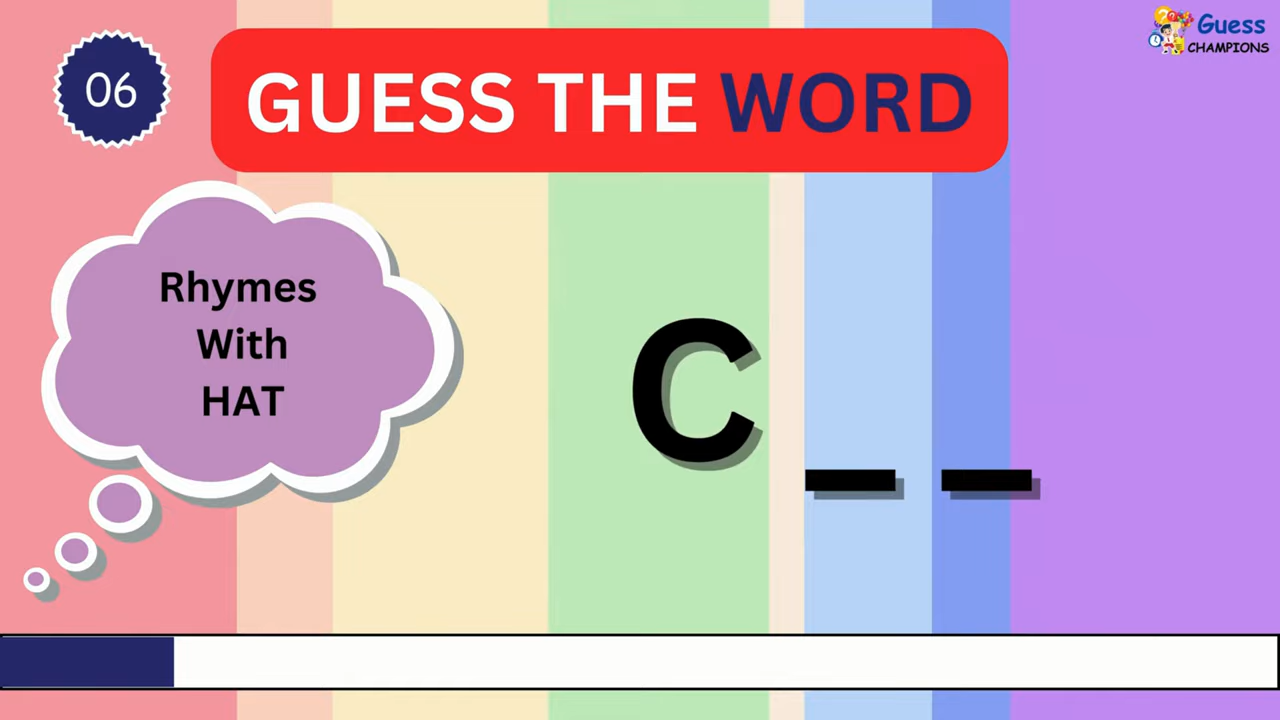 06
GUESS THE WORD
Guess
CHAMPIONS
Rhymes
With
HAT
C _ _